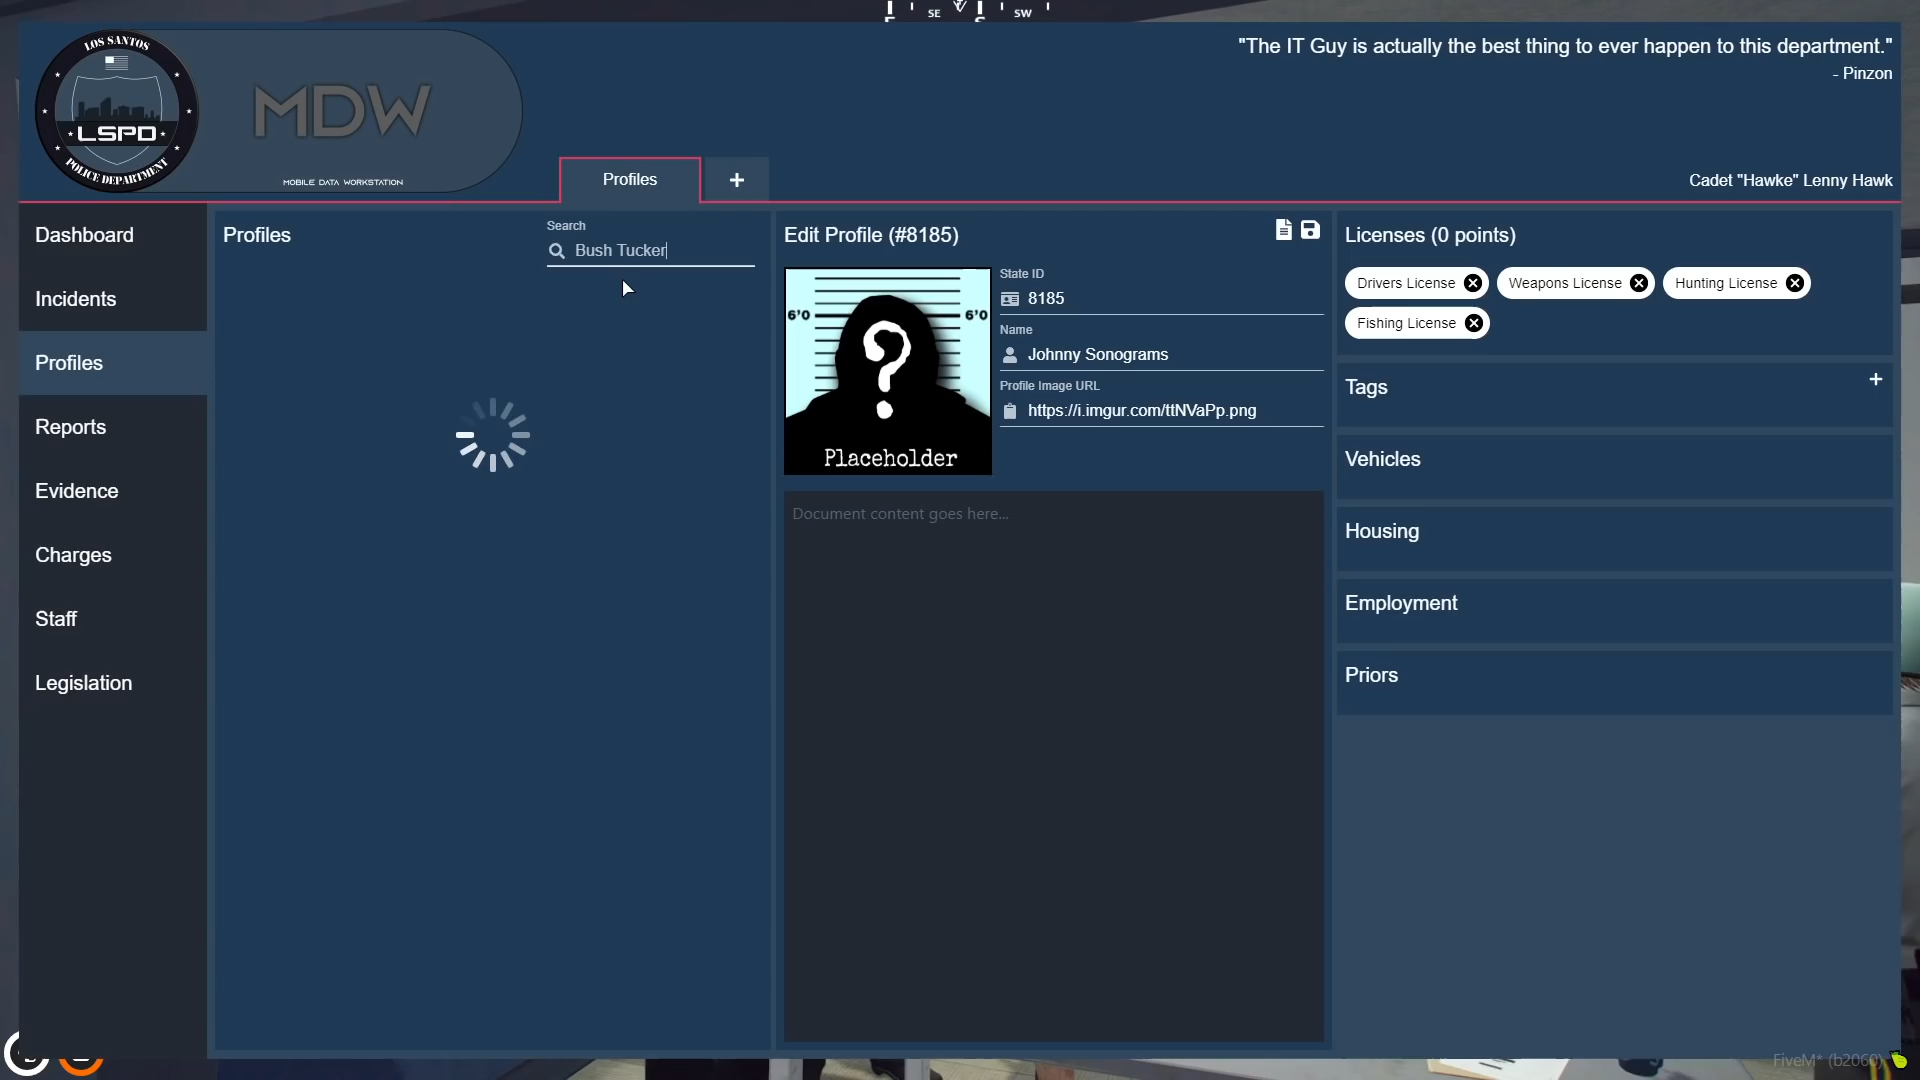 SE
S
SW
LOS SANTOS
LSPD
POLICE DEPARTMENT
MDW
MOBILE DATA WORKSTATION
"The IT Guy is actually the best thing to ever happen to this department."
- Pinzon
Profiles
+
Cadet "Hawke" Lenny Hawk
Dashboard
Incidents
Profiles
Reports
Evidence
Charges
Staff
Legislation
Profiles
Search
Bush Tucker
Edit Profile (#8185)
6'0 6'0
?
Placeholder
State ID
8185
Name
Johnny Sonograms
Profile Image URL
https://i.imgur.com/ttNVaPp.png
Document content goes here...
Licenses (0 points)
Drivers License
Weapons License
Hunting License
Fishing License
Tags
+
Vehicles
Housing
Employment
Priors
FiveM* (b2060)